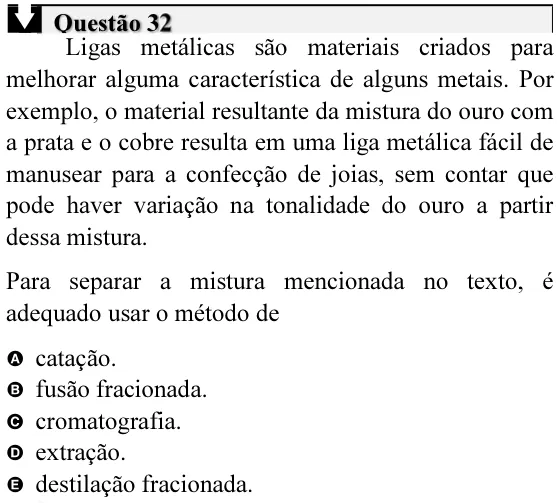 Questão 32
Ligas metálicas são materiais criados para
melhorar alguma característica de alguns metais. Por
exemplo, o material resultante da mistura do ouro com
a prata e o cobre resulta em uma liga metálica fácil de
manusear para a confecção de joias, sem contar que
pode haver variação na tonalidade do ouro a partir
dessa mistura.
Para separar a mistura mencionada no texto, é
adequado usar o método de
A catação.
B fusão fracionada.
C cromatografia.
D extração.
E destilação fracionada.